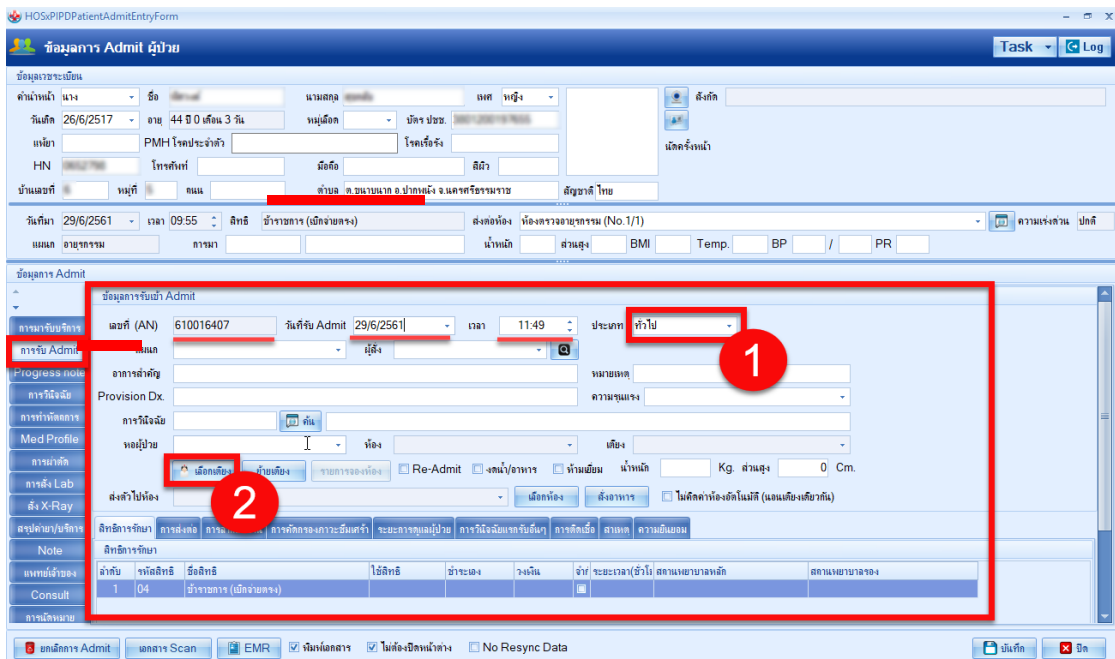 HOSxPIPDPatientAdmitEntryForm
ข้อมูลการ Admit ผู้ป่วย Task Log
ข้อมูลเวชระเบียน
คำนำหน้า นาง ชื่อ นามสกุล เพศ หญิง สังกัด
วันเกิด 26/6/2517 อายุ 44 ปี 0 เดือน 3 วัน หมู่เลือด บัตร ปชช.
แพ้ยา PMH โรคประจำตัว โรคเรื้อรัง นัดครั้งหน้า
HN โทรศัพท์ มือถือ สีผิว
บ้านเลขที่ 6 หมู่ที่ 5 ถนน ตำบล ต.ขนาบนาก อ.ปากพนัง จ.นครศรีธรรมราช สัญชาติ ไทย
วันที่มา 29/6/2561 เวลา 09:55 สิทธิ ข้าราชการ (เบิกจ่ายตรง) ส่งต่อห้อง ห้องตรวจอายุรกรรม (No.1/1) ความเร่งด่วน ปกติ
แผนก อายุรกรรม การมา น้ำหนัก ส่วนสูง BMI Temp. BP / PR
ข้อมูลการ Admit
ข้อมูลการรับเข้า Admit
การมารับบริการ เลขที่ (AN) 610016407 วันที่รับ Admit 29/6/2561 เวลา 11:49 ประเภท ทั่วไป
การรับ Admit แผนก ผู้สั่ง 1
Progress note อาการสำคัญ หมายเหตุ
การวินิจฉัย Provision Dx. ความรุนแรง
การทำหัตถการ การวินิจฉัย ค้น
Med Profile หอผู้ป่วย ห้อง เตียง
การผ่าตัด เลือกเตียง ย้ายเตียง รายการจองห้อง Re-Admit งดน้ำ/อาหาร ห้ามเยี่ยม น้ำหนัก Kg. ส่วนสูง 0 Cm.
การสั่ง Lab
สั่ง X-Ray ส่งตัวไปห้อง 2 เลือกห้อง สั่งอาหาร ไม่คิดค่าห้องอัตโนมัติ (นอนเตียงเดียวกัน)
สรุปค่ายา/บริการ สิทธิการรักษา การส่งต่อ การคัดกรองภาวะซึมเศร้า ระยะการดูแลผู้ป่วย การวินิจฉัยแรกรับอื่นๆ การติดเชื้อ สาเหตุ ความยินยอม
Note สิทธิการรักษา
แพทย์เจ้าของ ลำดับ รหัสสิทธิ ชื่อสิทธิ ใช้สิทธิ ชำระเอง วงเงิน ระยะเวลา(ชั่วโ สถานพยาบาลหลัก สถานพยาบาลรอง
Consult 1 04 ข้าราชการ (เบิกจ่ายตรง)
การนัดหมาย
ยกเลิกการ Admit เอกสาร Scan EMR พิมพ์เอกสาร ไม่ต้องปิดหน้าต่าง No Resync Data บันทึก ปิด